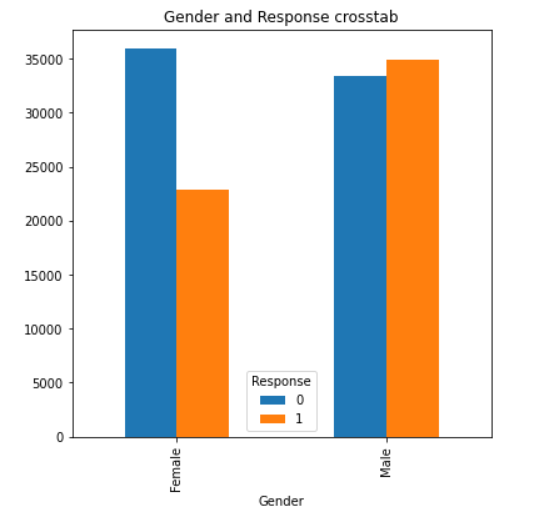 Gender and Response crosstab
35000
30000
25000
20000
15000
10000
5000
0
Response
0
1
Female
Male
Gender